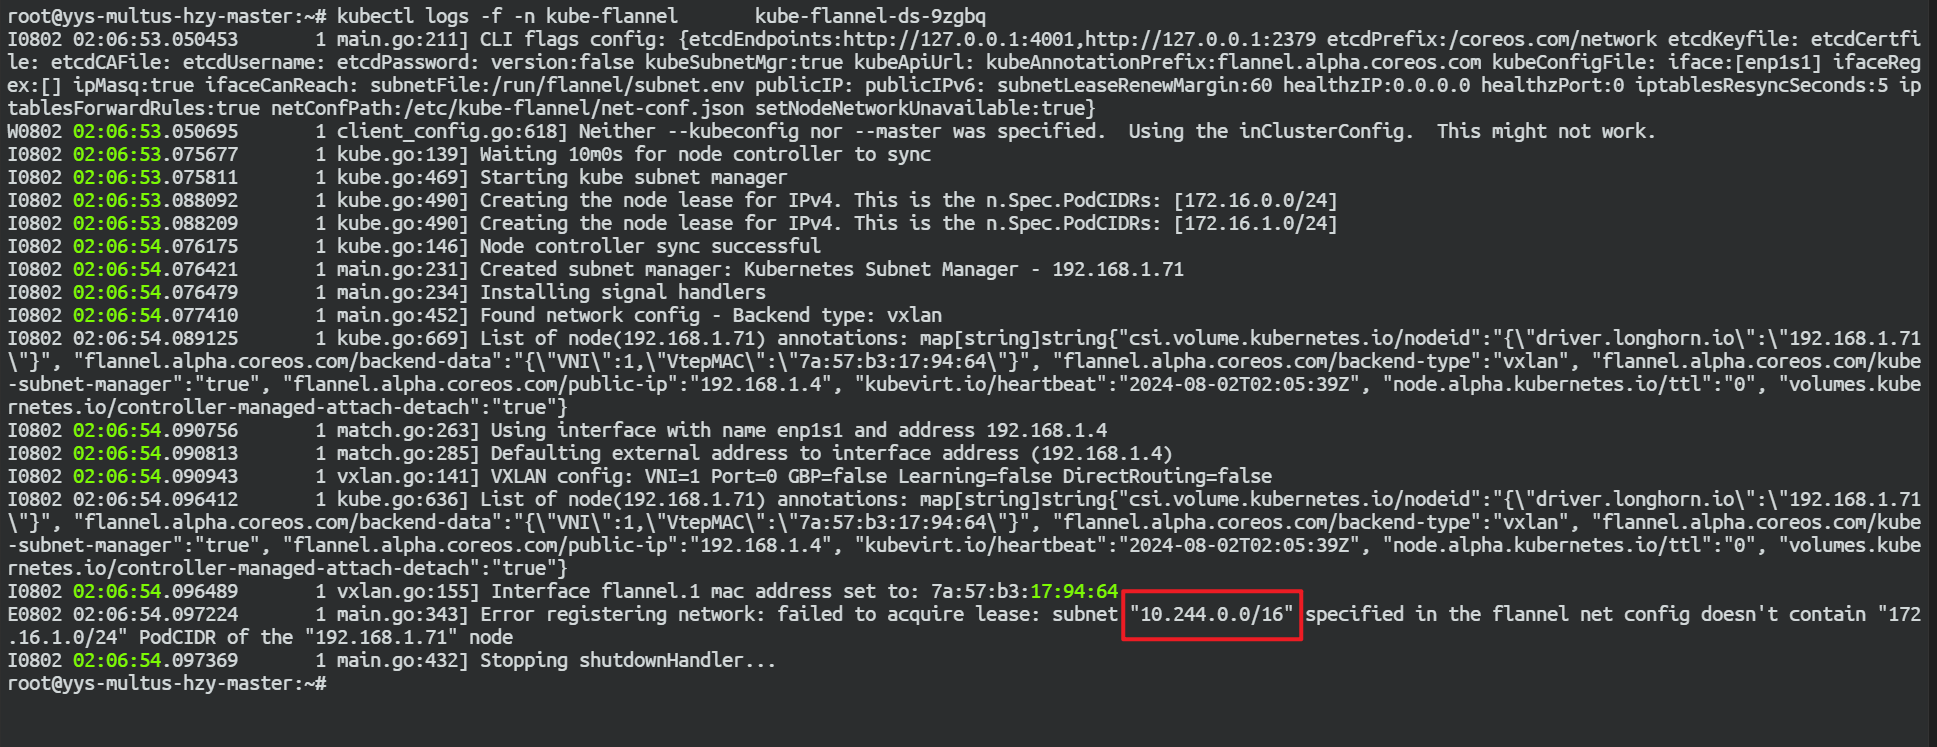 root@yys-multus-hzy-master:~# kubectl logs -f -n kube-flannel       kube-flannel-ds-9zgbq
I0802 02:06:53.050453       1 main.go:211] CLI flags config: {etcdEndpoints:http://127.0.0.1:4001,http://127.0.0.1:2379 etcdPrefix:/coreos.com/network etcdKeyfile: etcdCertfi
le: etcdCAFile: etcdUsername: etcdPassword: version:false kubeSubnetMgr:true kubeApiUrl: kubeAnnotationPrefix:flannel.alpha.coreos.com kubeConfigFile: iface:[enp1s1] ifaceReg
ex:[] ipMasq:true ifaceCanReach: subnetFile:/run/flannel/subnet.env publicIP: publicIPv6: subnetLeaseRenewMargin:60 healthzIP:0.0.0.0 healthzPort:0 iptablesResyncSeconds:5 ip
tablesForwardRules:true netConfPath:/etc/kube-flannel/net-conf.json setNodeNetworkUnavailable:true}
W0802 02:06:53.050695       1 client_config.go:618] Neither --kubeconfig nor --master was specified.  Using the inClusterConfig.  This might not work.
I0802 02:06:53.075677       1 kube.go:139] Waiting 10m0s for node controller to sync
I0802 02:06:53.075811       1 kube.go:469] Starting kube subnet manager
I0802 02:06:53.088092       1 kube.go:490] Creating the node lease for IPv4. This is the n.Spec.PodCIDRs: [172.16.0.0/24]
I0802 02:06:53.088209       1 kube.go:490] Creating the node lease for IPv4. This is the n.Spec.PodCIDRs: [172.16.1.0/24]
I0802 02:06:54.076175       1 kube.go:146] Node controller sync successful
I0802 02:06:54.076421       1 main.go:231] Created subnet manager: Kubernetes Subnet Manager - 192.168.1.71
I0802 02:06:54.076479       1 main.go:234] Installing signal handlers
I0802 02:06:54.077410       1 main.go:452] Found network config - Backend type: vxlan
I0802 02:06:54.089125       1 kube.go:669] List of node(192.168.1.71) annotations: map[string]string{"csi.volume.kubernetes.io/nodeid":"{\"driver.longhorn.io\":\"192.168.1.71
\"}", "flannel.alpha.coreos.com/backend-data":"{\"VNI\":1,\"VtepMAC\":\"7a:57:b3:17:94:64\"}", "flannel.alpha.coreos.com/backend-type":"vxlan", "flannel.alpha.coreos.com/kube
-subnet-manager":"true", "flannel.alpha.coreos.com/public-ip":"192.168.1.4", "kubevirt.io/heartbeat":"2024-08-02T02:05:39Z", "node.alpha.kubernetes.io/ttl":"0", "volumes.kube
rnetes.io/controller-managed-attach-detach":"true"}
I0802 02:06:54.090756       1 match.go:263] Using interface with name enp1s1 and address 192.168.1.4
I0802 02:06:54.090813       1 match.go:285] Defaulting external address to interface address (192.168.1.4)
I0802 02:06:54.090943       1 vxlan.go:141] VXLAN config: VNI=1 Port=0 GBP=false Learning=false DirectRouting=false
I0802 02:06:54.096412       1 kube.go:636] List of node(192.168.1.71) annotations: map[string]string{"csi.volume.kubernetes.io/nodeid":"{\"driver.longhorn.io\":\"192.168.1.71
\"}", "flannel.alpha.coreos.com/backend-data":"{\"VNI\":1,\"VtepMAC\":\"7a:57:b3:17:94:64\"}", "flannel.alpha.coreos.com/backend-type":"vxlan", "flannel.alpha.coreos.com/kube
-subnet-manager":"true", "flannel.alpha.coreos.com/public-ip":"192.168.1.4", "kubevirt.io/heartbeat":"2024-08-02T02:05:39Z", "node.alpha.kubernetes.io/ttl":"0", "volumes.kube
rnetes.io/controller-managed-attach-detach":"true"}
I0802 02:06:54.096489       1 vxlan.go:155] Interface flannel.1 mac address set to: 7a:57:b3:17:94:64
E0802 02:06:54.097224       1 main.go:343] Error registering network: failed to acquire lease: subnet "10.244.0.0/16" specified in the flannel net config doesn't contain "172
.16.1.0/24" PodCIDR of the "192.168.1.71" node
I0802 02:06:54.097369       1 main.go:432] Stopping shutdownHandler...
root@yys-multus-hzy-master:~#